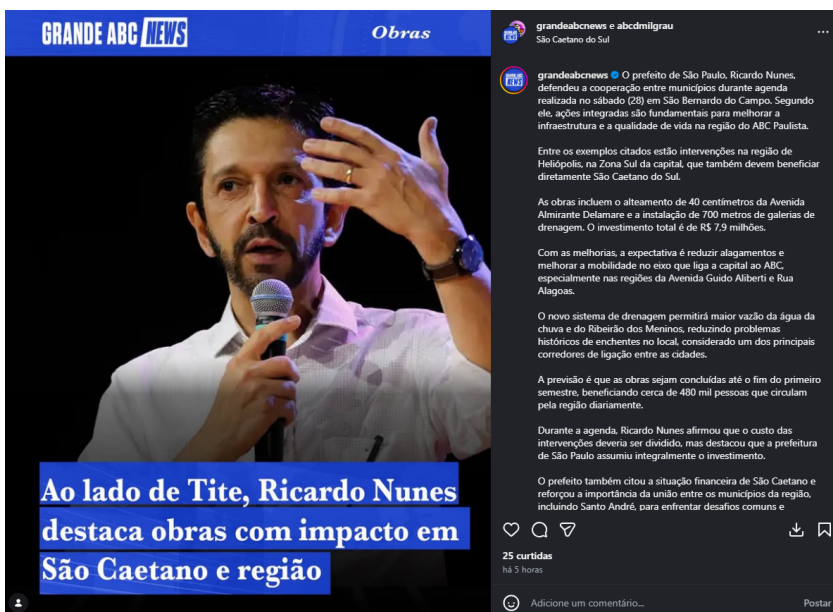 GRANDE ABC NEWS
Obras
Ao lado de Tite, Ricardo Nunes
destaca obras com impacto em
São Caetano e região
grandeabcnews e abcdmilgrau
São Caetano do Sul
grandeabcnews O prefeito de São Paulo, Ricardo Nunes,
defendeu a cooperação entre municípios durante agenda
realizada no sábado (28) em São Bernardo do Campo. Segundo
ele, ações integradas são fundamentais para melhorar a
infraestrutura e a qualidade de vida na região do ABC Paulista.
Entre os exemplos citados estão intervenções na região de
Heliópolis, na Zona Sul da capital, que também devem beneficiar
diretamente São Caetano do Sul.
As obras incluem o alteamento de 40 centímetros da Avenida
Almirante Delamare e a instalação de 700 metros de galerias de
drenagem. O investimento total é de R$ 7,9 milhões.
Com as melhorias, a expectativa é reduzir alagamentos e
melhorar a mobilidade no eixo que liga a capital ao ABC,
especialmente nas regiões da Avenida Guido Aliberti e Rua
Alagoas.
O novo sistema de drenagem permitirá maior vazão da água da
chuva e do Ribeirão dos Meninos, reduzindo problemas
históricos de enchentes no local, considerado um dos principais
corredores de ligação entre as cidades.
A previsão é que as obras sejam concluídas até o fim do primeiro
semestre, beneficiando cerca de 480 mil pessoas que circulam
pela região diariamente.
Durante a agenda, Ricardo Nunes afirmou que o custo das
intervenções deveria ser dividido, mas destacou que a prefeitura
de São Paulo assumiu integralmente o investimento.
O prefeito também citou a situação financeira de São Caetano e
reforçou a importância da união entre os municípios da região,
incluindo Santo André, para enfrentar desafios comuns e
25 curtidas
há 5 horas
Adicione um comentário...
Postar